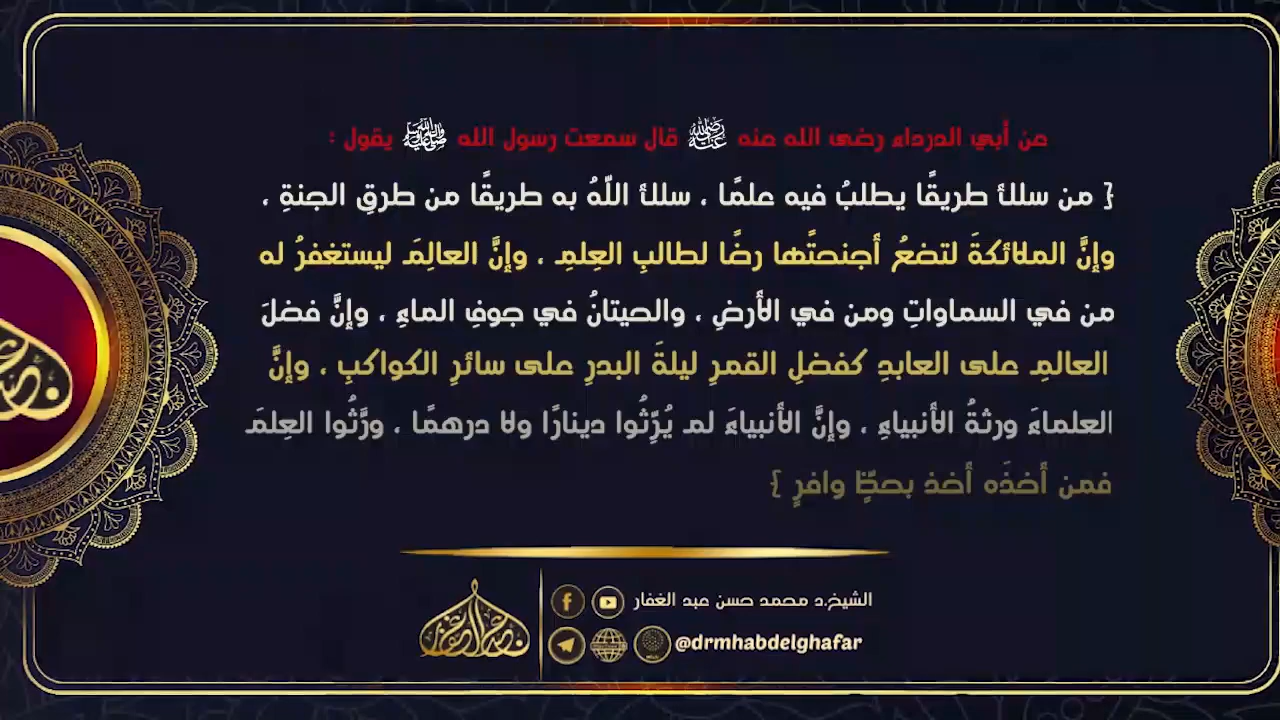 عن أبي الدرداء رضى الله عنه ﵁ قال سمعت رسول الله ﷺ يقول :
{ من سلك طريقًا يطلبُ فيه علمًا ، سلك اللّهُ به طريقًا من طرقِ الجنةِ ،
وإنَّ الملائكةَ لتضعُ أجنحتَها رضًا لطالبِ العِلمِ ، وإنَّ العالِمَ ليستغفرُ له
من في السماواتِ ومن في الأرضِ ، والحيتانُ في جوفِ الماءِ ، وإنَّ فضلَ
العالمِ على العابدِ كفضلِ القمرِ ليلةَ البدرِ على سائرِ الكواكبِ ، وإنَّ
العلماءَ ورثةُ الأنبياءِ ، وإنَّ الأنبياءَ لم يُرِّثُوا دينارًا ولا درهمًا ، ورَّثُوا العِلمَ
فمن أخذَه أخذ بحظٍّ وافرٍ }
الشيخ.د محمد حسن عبد الغفار
@drmhabdelghafar